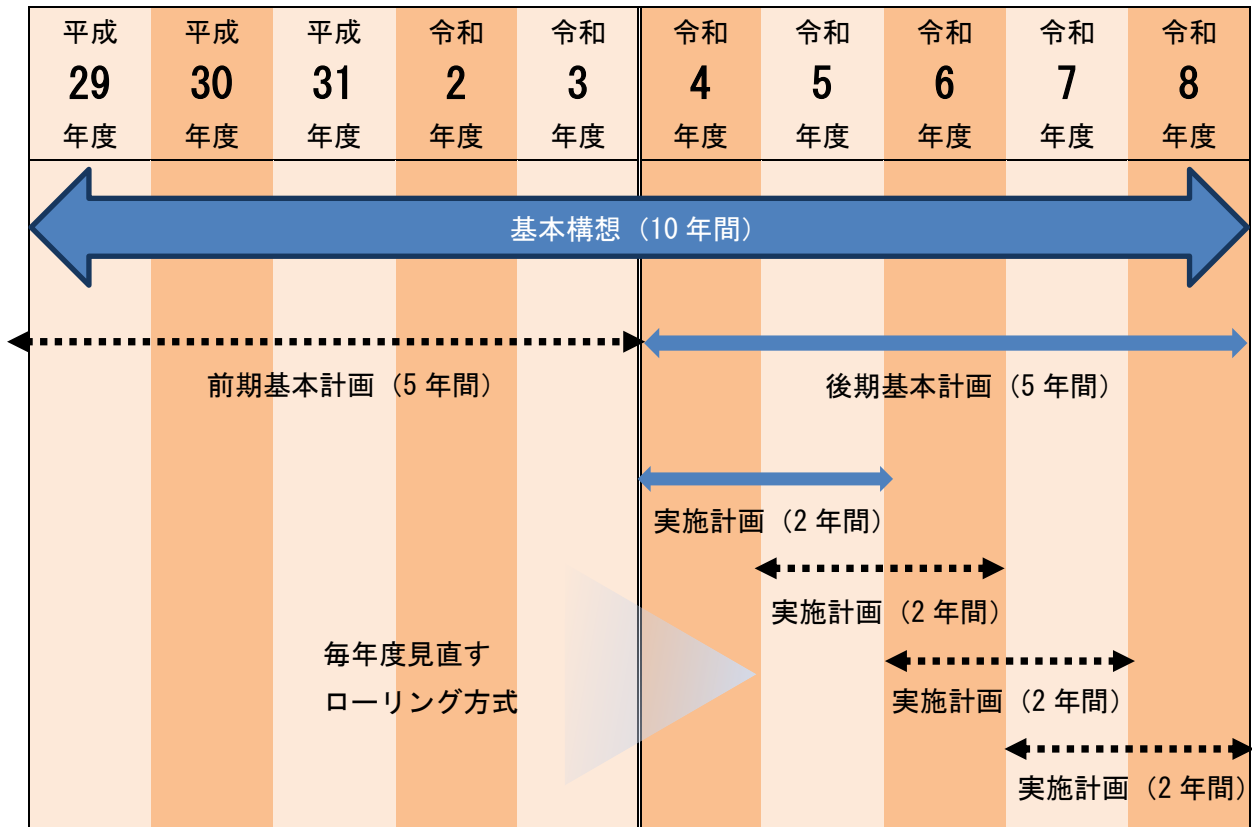 平成 平成 平成 令和 令和 令和 令和 令和 令和 令和
29 30 31 2 3 4 5 6 7 8
年度 年度 年度 年度 年度 年度 年度 年度 年度 年度
基本構想（10 年間）
前期基本計画（5 年間） 後期基本計画（5 年間）
実施計画（2 年間）
実施計画（2 年間）
毎年度見直す
ローリング方式
実施計画（2 年間）
実施計画（2 年間）